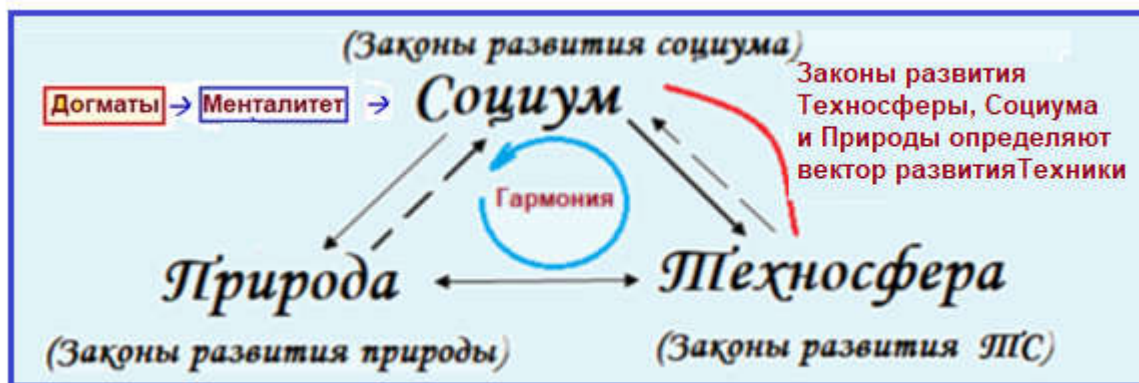 (Законы развития социума)
Догматы
Менталитет
Социум
Законы развития
Техносферы, Социума
и Природы определяют
вектор развитияТехники
Гармония
Природа
Техносфера
(Законы развития природы)
(Законы развития ТС)